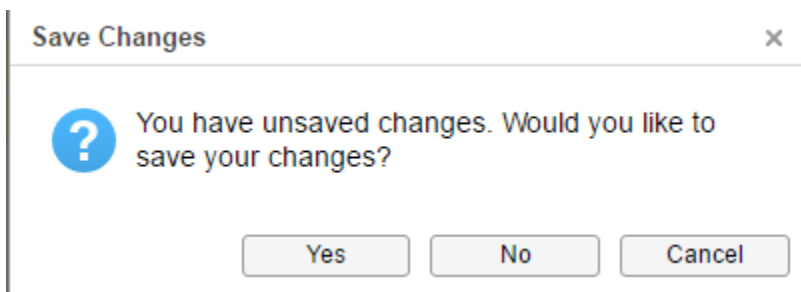 Save Changes
You have unsaved changes. Would you like to
save your changes?
Yes No Cancel